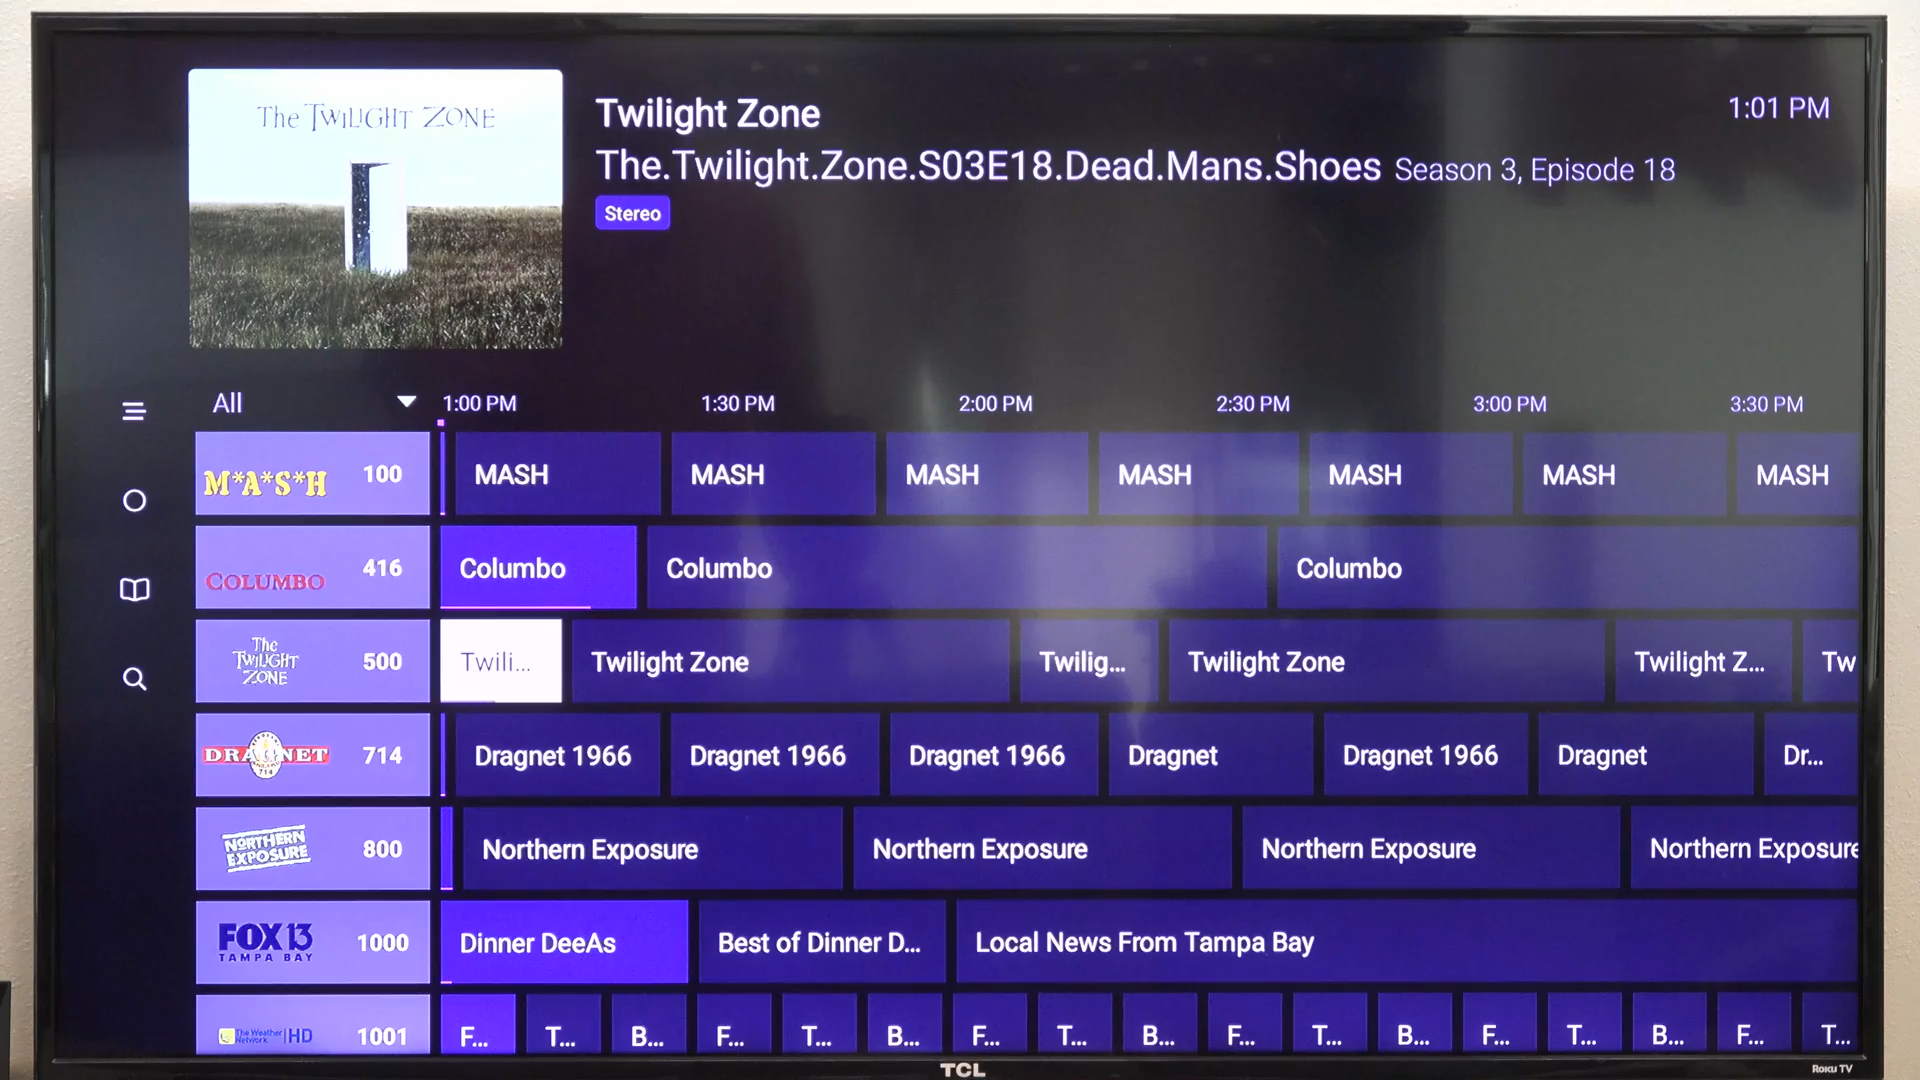 The TWILIGHT ZONE
Twilight Zone
1:01 PM
The.Twilight.Zone.S03E18.Dead.Mans.Shoes Season 3, Episode 18
Stereo
All 1:00 PM 1:30 PM 2:00 PM 2:30 PM 3:00 PM 3:30 PM
M*A*S*H 100 MASH MASH MASH MASH MASH MASH MASH
COLUMBO 416 Columbo Columbo Columbo
The
TWILIGHT
ZONE
500 Twili... Twilight Zone Twilig... Twilight Zone Twilight Z... Tw
DRAGNET 714 714 Dragnet 1966 Dragnet 1966 Dragnet 1966 Dragnet Dragnet 1966 Dragnet Dr...
NORTHERN
EXPOSURE
800 Northern Exposure Northern Exposure Northern Exposure Northern Exposure
FOX 13
TAMPA BAY
1000 Dinner DeeAs Best of Dinner D... Local News From Tampa Bay
The Weather
Network HD
1001 F... T... B... F... T... B... F... T... B... F... T... B... F... T... B... F... T...
TCL
Roku TV